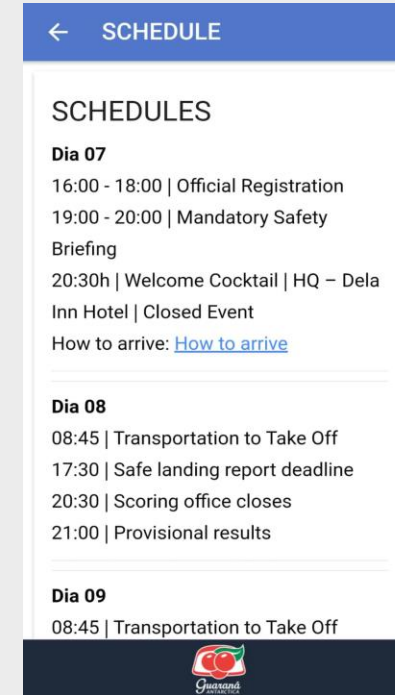 ← SCHEDULE
SCHEDULES
Dia 07
16:00 - 18:00 | Official Registration
19:00 - 20:00 | Mandatory Safety
Briefing
20:30h | Welcome Cocktail | HQ – Dela
Inn Hotel | Closed Event
How to arrive: How to arrive
Dia 08
08:45 | Transportation to Take Off
17:30 | Safe landing report deadline
20:30 | Scoring office closes
21:00 | Provisional results
Dia 09
08:45 | Transportation to Take Off
Guaraná
ANTARCTICA